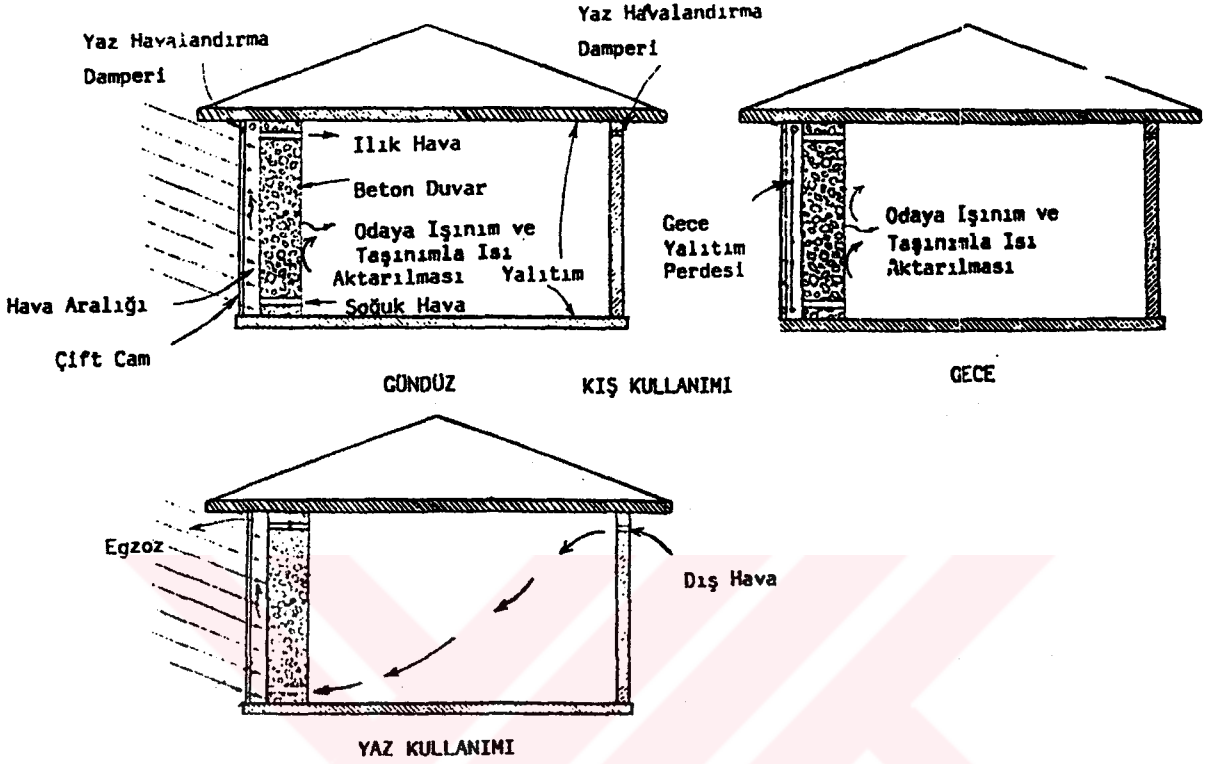 Yaz Havalandırma
Damperi
Yaz Havalandırma
Damperi
Ilık Hava
Beton Duvar
Odaya Işınım ve
Taşınımla Isı
Aktarılması
Yalıtım
Soğuk Hava
Hava Aralığı
Çift Cam
Gece
Yalıtım
Perdesi
Odaya Işınım ve
Taşınımla Isı
Aktarılması
GÜNDÜZ
KIŞ KULLANIMI
GECE
Egzoz
Dış Hava
YAZ KULLANIMI